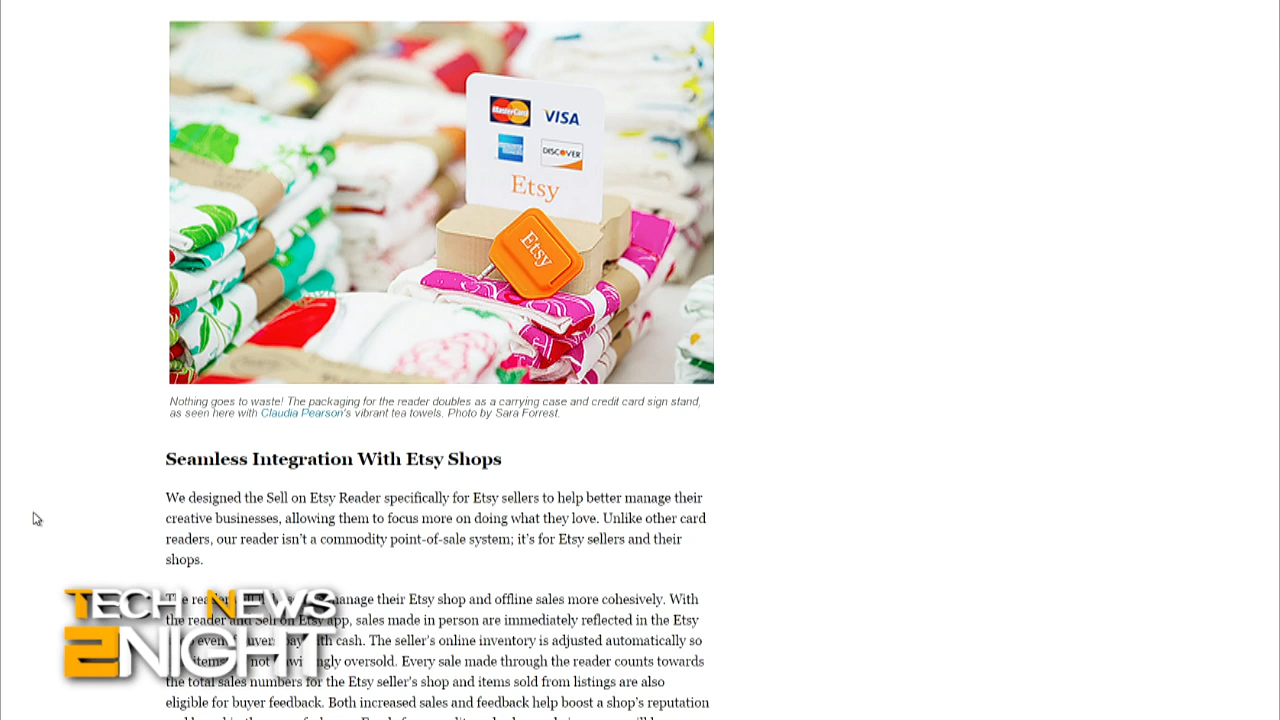 MasterCard VISA
DISCOVER
Etsy
Etsy
Nothing goes to waste! The packaging for the reader doubles as a carrying case and credit card sign stand,
as seen here with Claudia Pearson's vibrant tea towels. Photo by Sara Forrest.
Seamless Integration With Etsy Shops
We designed the Sell on Etsy Reader specifically for Etsy sellers to help better manage their
creative businesses, allowing them to focus more on doing what they love. Unlike other card
readers, our reader isn't a commodity point-of-sale system; it's for Etsy sellers and their
shops.
manage their Etsy shop and offline sales more cohesively. With
the reader and Sell on Etsy app, sales made in person are immediately reflected in the Etsy
with cash. The seller's online inventory is adjusted automatically so
items not oversold. Every sale made through the reader counts towards
the total sales numbers for the Etsy seller's shop and items sold from listings are also
eligible for buyer feedback. Both increased sales and feedback help boost a shop's reputation
TECH NEWS
2NIGHT